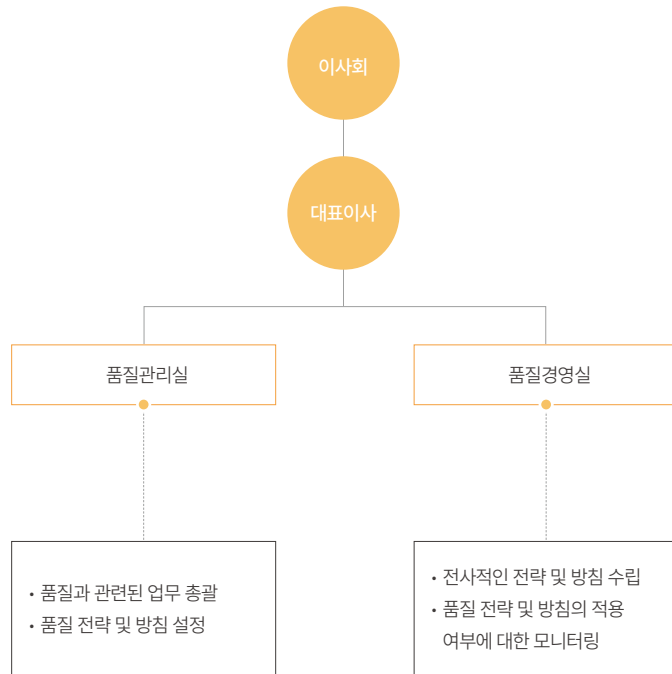 이사회
대표이사
품질관리실
품질경영실
• 품질과 관련된 업무 총괄
• 품질 전략 및 방침 설정
• 전사적인 전략 및 방침 수립
• 품질 전략 및 방침의 적용
여부에 대한 모니터링